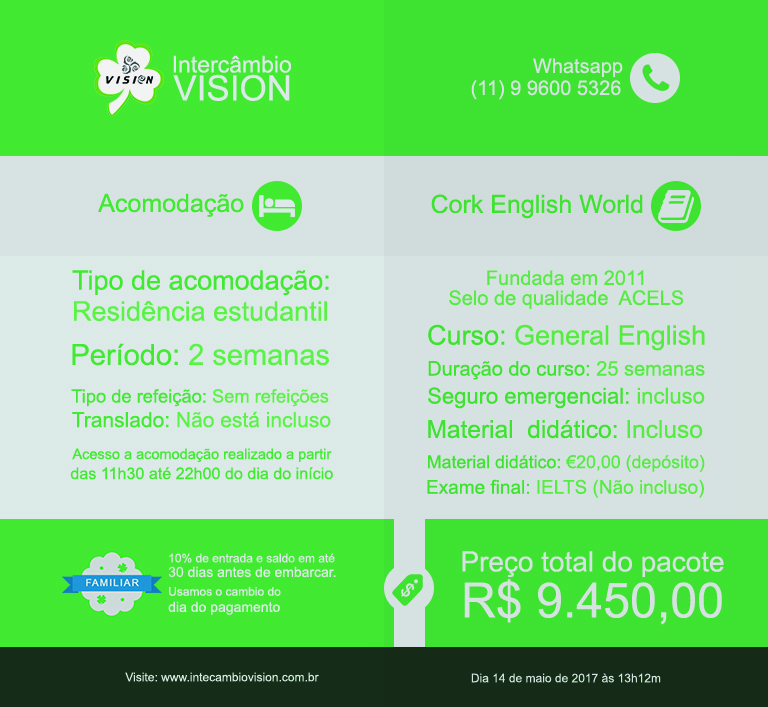 VISION
Intercâmbio
VISION
Whatsapp
(11) 9 9600 5326
Acomodação
Cork English World
Tipo de acomodação:
Residência estudantil
Período: 2 semanas
Tipo de refeição: Sem refeições
Translado: Não está incluso
Acesso a acomodação realizado a partir
das 11h30 até 22h00 do dia do início
Fundada em 2011
Selo de qualidade ACELS
Curso: General English
Duração do curso: 25 semanas
Seguro emergencial: incluso
Material didático: Incluso
Material didático: €20,00 (depósito)
Exame final: IELTS (Não incluso)
FAMILIAR
10% de entrada e saldo em até
30 dias antes de embarcar.
Usamos o cambio do
dia do pagamento
$
Preço total do pacote
R$ 9.450,00
Visite: www.intecambiovision.com.br
Dia 14 de maio de 2017 às 13h12m